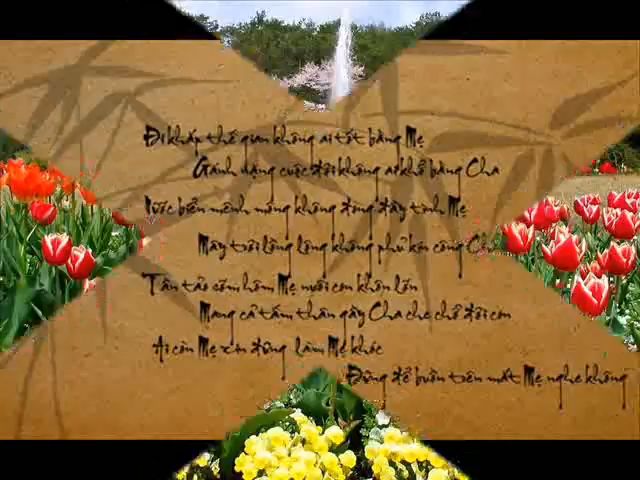 Đi khắp thế gian không ai tốt bằng Mẹ
Gánh nặng cuộc đời không ai khổ bằng Cha
Nước biển mênh mông không đong đầy tình Mẹ
Mây trời lồng lộng không phủ kín công Cha
Tần tảo sớm hôm Mẹ nuôi con khôn lớn
Mang cả tấm thân gầy Cha che chở đời con
Ai còn Mẹ xin đừng làm Mẹ khóc
Đừng để buồn lên mắt Mẹ nghe không